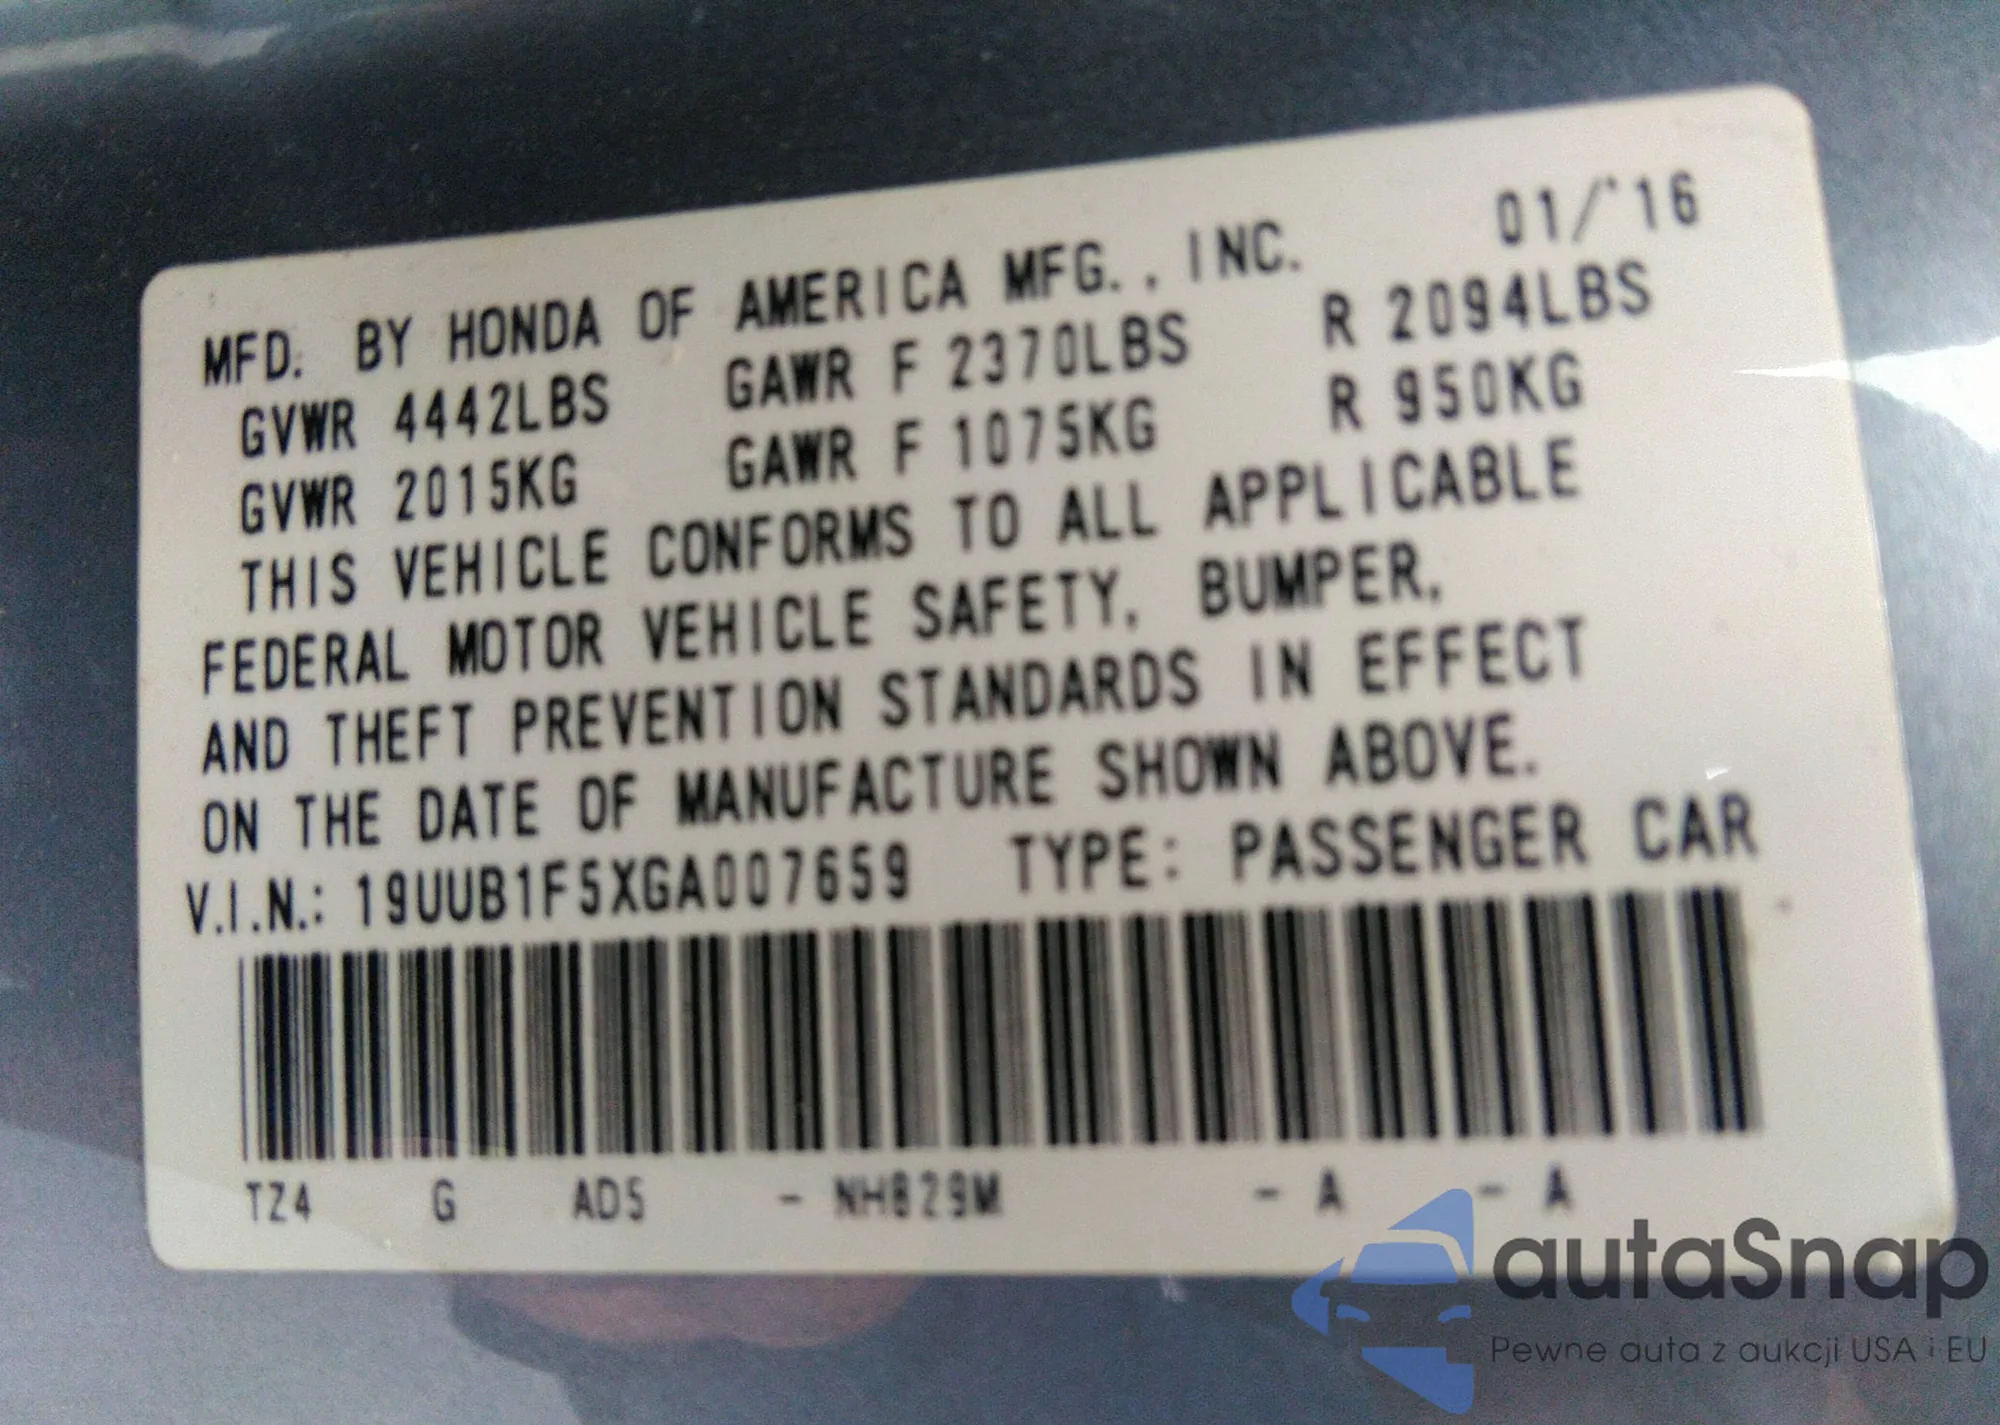 01/'16
MFD. BY HONDA OF AMERICA MFG., INC.
GVWR 4442LBS GAWR F 2370LBS R 2094LBS
GVWR 2015KG GAWR F 1075KG R 950KG
THIS VEHICLE CONFORMS TO ALL APPLICABLE
FEDERAL MOTOR VEHICLE SAFETY, BUMPER,
AND THEFT PREVENTION STANDARDS IN EFFECT
ON THE DATE OF MANUFACTURE SHOWN ABOVE.
V.I.N.: 19UUB1F5XGA007659 TYPE: PASSENGER CAR
TZ4 G AD5 - NH829M - A - A
autaSnap
Pewne auta z aukcji USA i EU